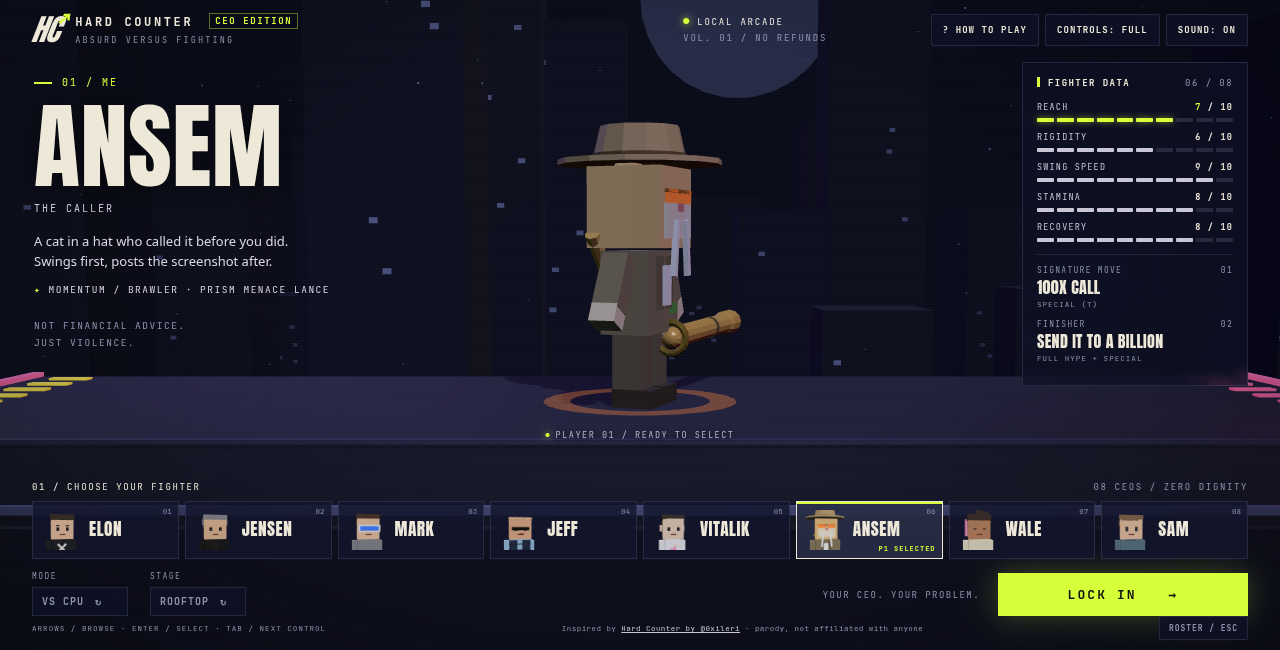 HC HARD COUNTER CEO EDITION
ABSURD VERSUS FIGHTING
LOCAL ARCADE
VOL. 01 / NO REFUNDS
? HOW TO PLAY
CONTROLS: FULL
SOUND: ON
01 / ME
ANSEM
THE CALLER
A cat in a hat who called it before you did.
Swings first, posts the screenshot after.
✦ MOMENTUM / BRAWLER · PRISM MENACE LANCE
NOT FINANCIAL ADVICE.
JUST VIOLENCE.
FIGHTER DATA 06 / 08
REACH 7 / 10
RIGIDITY 6 / 10
SWING SPEED 9 / 10
STAMINA 8 / 10
RECOVERY 8 / 10
SIGNATURE MOVE 01
100X CALL
SPECIAL (T)
FINISHER 02
SEND IT TO A BILLION
FULL HYPE + SPECIAL
PLAYER 01 / READY TO SELECT
01 / CHOOSE YOUR FIGHTER
08 CEOS / ZERO DIGNITY
ELON 01
JENSEN 02
MARK 03
JEFF 04
VITALIK 05
ANSEM 06
P1 SELECTED
WALE 07
SAM 08
MODE
VS CPU ↻
STAGE
ROOFTOP ↻
YOUR CEO. YOUR PROBLEM.
LOCK IN →
ARROWS / BROWSE · ENTER / SELECT · TAB / NEXT CONTROL
Inspired by Hard Counter by @0xileri · parody, not affiliated with anyone
ROSTER / ESC